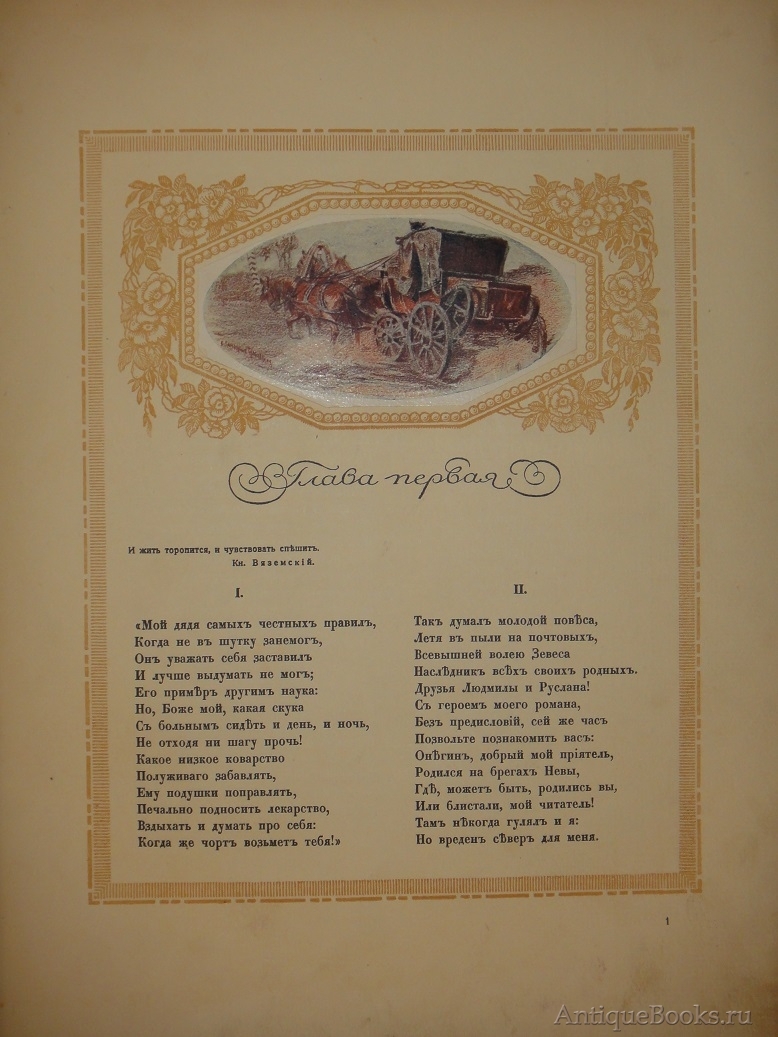 Глава первая
И жить торопится, и чувствовать спѣшитъ.
Кн. Вяземскій.
I.
«Мой дядя самыхъ честныхъ правилъ,
Когда не въ шутку занемогъ,
Онъ уважать себя заставилъ
И лучше выдумать не могъ;
Его примѣръ другимъ наука:
Но, Боже мой, какая скука
Съ больнымъ сидѣть и день, и ночь,
Не отходя ни шагу прочь!
Какое низкое коварство
Полуживаго забавлять,
Ему подушки поправлять,
Печально подносить лекарство,
Вздыхать и думать про себя:
Когда же чортъ возьметъ тебя!»
II.
Такъ думалъ молодой повѣса,
Летя въ пыли на почтовыхъ,
Всевышней волею Зевеса
Наслѣдникъ всѣхъ своихъ родныхъ.
Друзья Людмилы и Руслана!
Съ героемъ моего романа,
Безъ предисловій, сей же часъ
Позвольте познакомить васъ:
Онѣгинъ, добрый мой пріятель,
Родился на брегахъ Невы,
Гдѣ, можетъ быть, родились вы,
Или блистали, мой читатель!
Тамъ нѣкогда гулялъ и я:
Но вреденъ сѣверъ для меня.
1
AntiqueBooks.ru